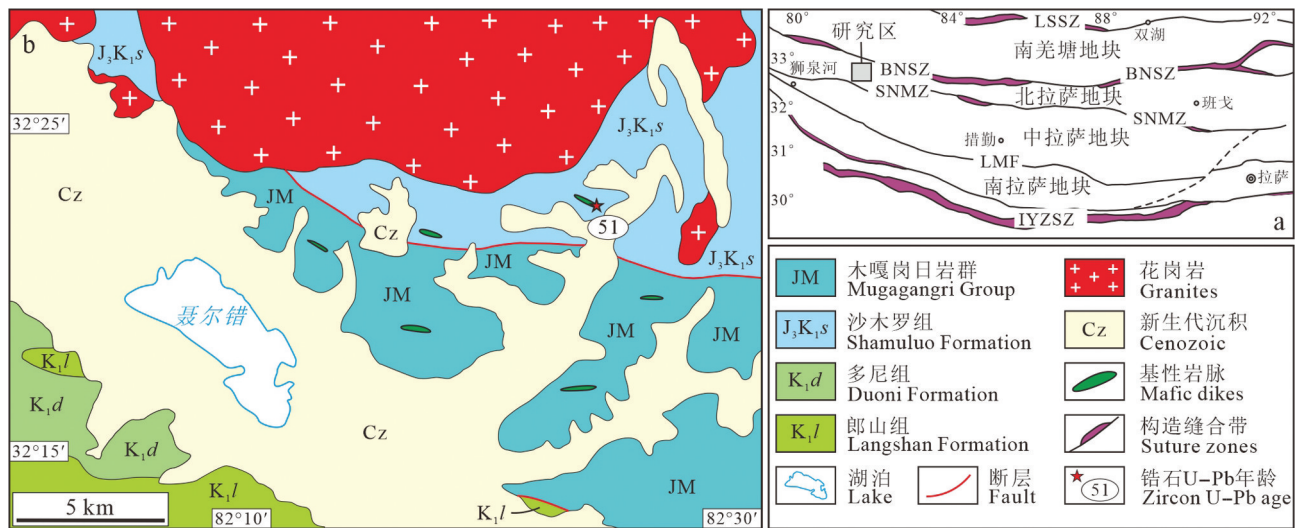 b
J₃K₁s
32°25′
J₃K₁s
Cz
JM
51
Cz
JM
J₃K₁s
JM
JM
JM
聂尔错
JM
K₁l
K₁d
Cz
32°15′
K₁d
K₁l
JM
5 km
82°10′
K₁l
82°30′
80°
84°
LSSZ
88°
92°
研究区
双湖
南羌塘地块
33°
狮泉河
BNSZ
BNSZ
北拉萨地块
SNMZ
班戈
32°
SNMZ
措勤
中拉萨地块
31°
LMF
南拉萨地块
拉萨
30°
IYZSZ
a
JM
木嘎岗日岩群
Mugagangri Group
花岗岩
Granites
J₃K₁s
沙木罗组
Shamuluo Formation
Cz
新生代沉积
Cenozoic
K₁d
多尼组
Duoni Formation
基性岩脉
Mafic dikes
K₁l
郎山组
Langshan Formation
构造缝合带
Suture zones
湖泊
Lake
断层
Fault
51
锆石U-Pb年龄
Zircon U-Pb age